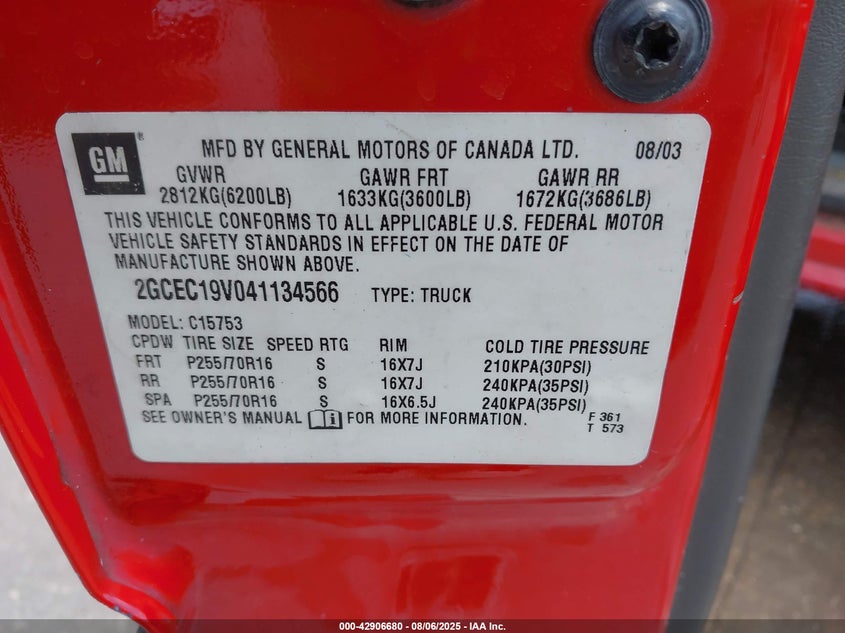 GM ®
MFD BY GENERAL MOTORS OF CANADA LTD. 08/03
GVWR GAWR FRT GAWR RR
2812KG(6200LB) 1633KG(3600LB) 1672KG(3686LB)
THIS VEHICLE CONFORMS TO ALL APPLICABLE U.S. FEDERAL MOTOR
VEHICLE SAFETY STANDARDS IN EFFECT ON THE DATE OF
MANUFACTURE SHOWN ABOVE.
2GCEC19V041134566 TYPE: TRUCK
MODEL: C15753
CPDW TIRE SIZE SPEED RTG RIM COLD TIRE PRESSURE
FRT P255/70R16 S 16X7J 210KPA(30PSI)
RR P255/70R16 S 16X7J 240KPA(35PSI)
SPA P255/70R16 S 16X6.5J 240KPA(35PSI)
SEE OWNER'S MANUAL i FOR MORE INFORMATION. F 361
T 573
000-42906680 - 08/06/2025 - IAA Inc.